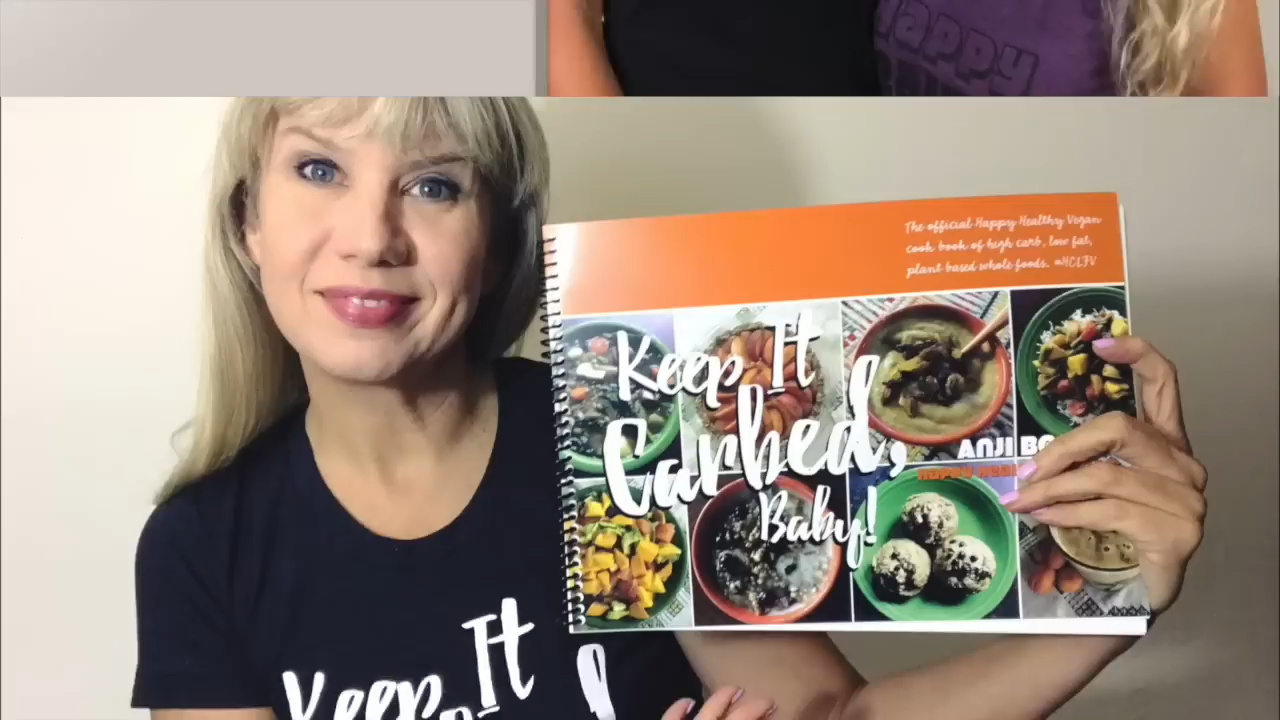 Happy
The official Happy Healthy Vegan
cook book of high carb, low fat,
plant based whole foods. #HCLFV
Keep It
Carbed,
Baby!
ANJI
HAPPY
Keep It